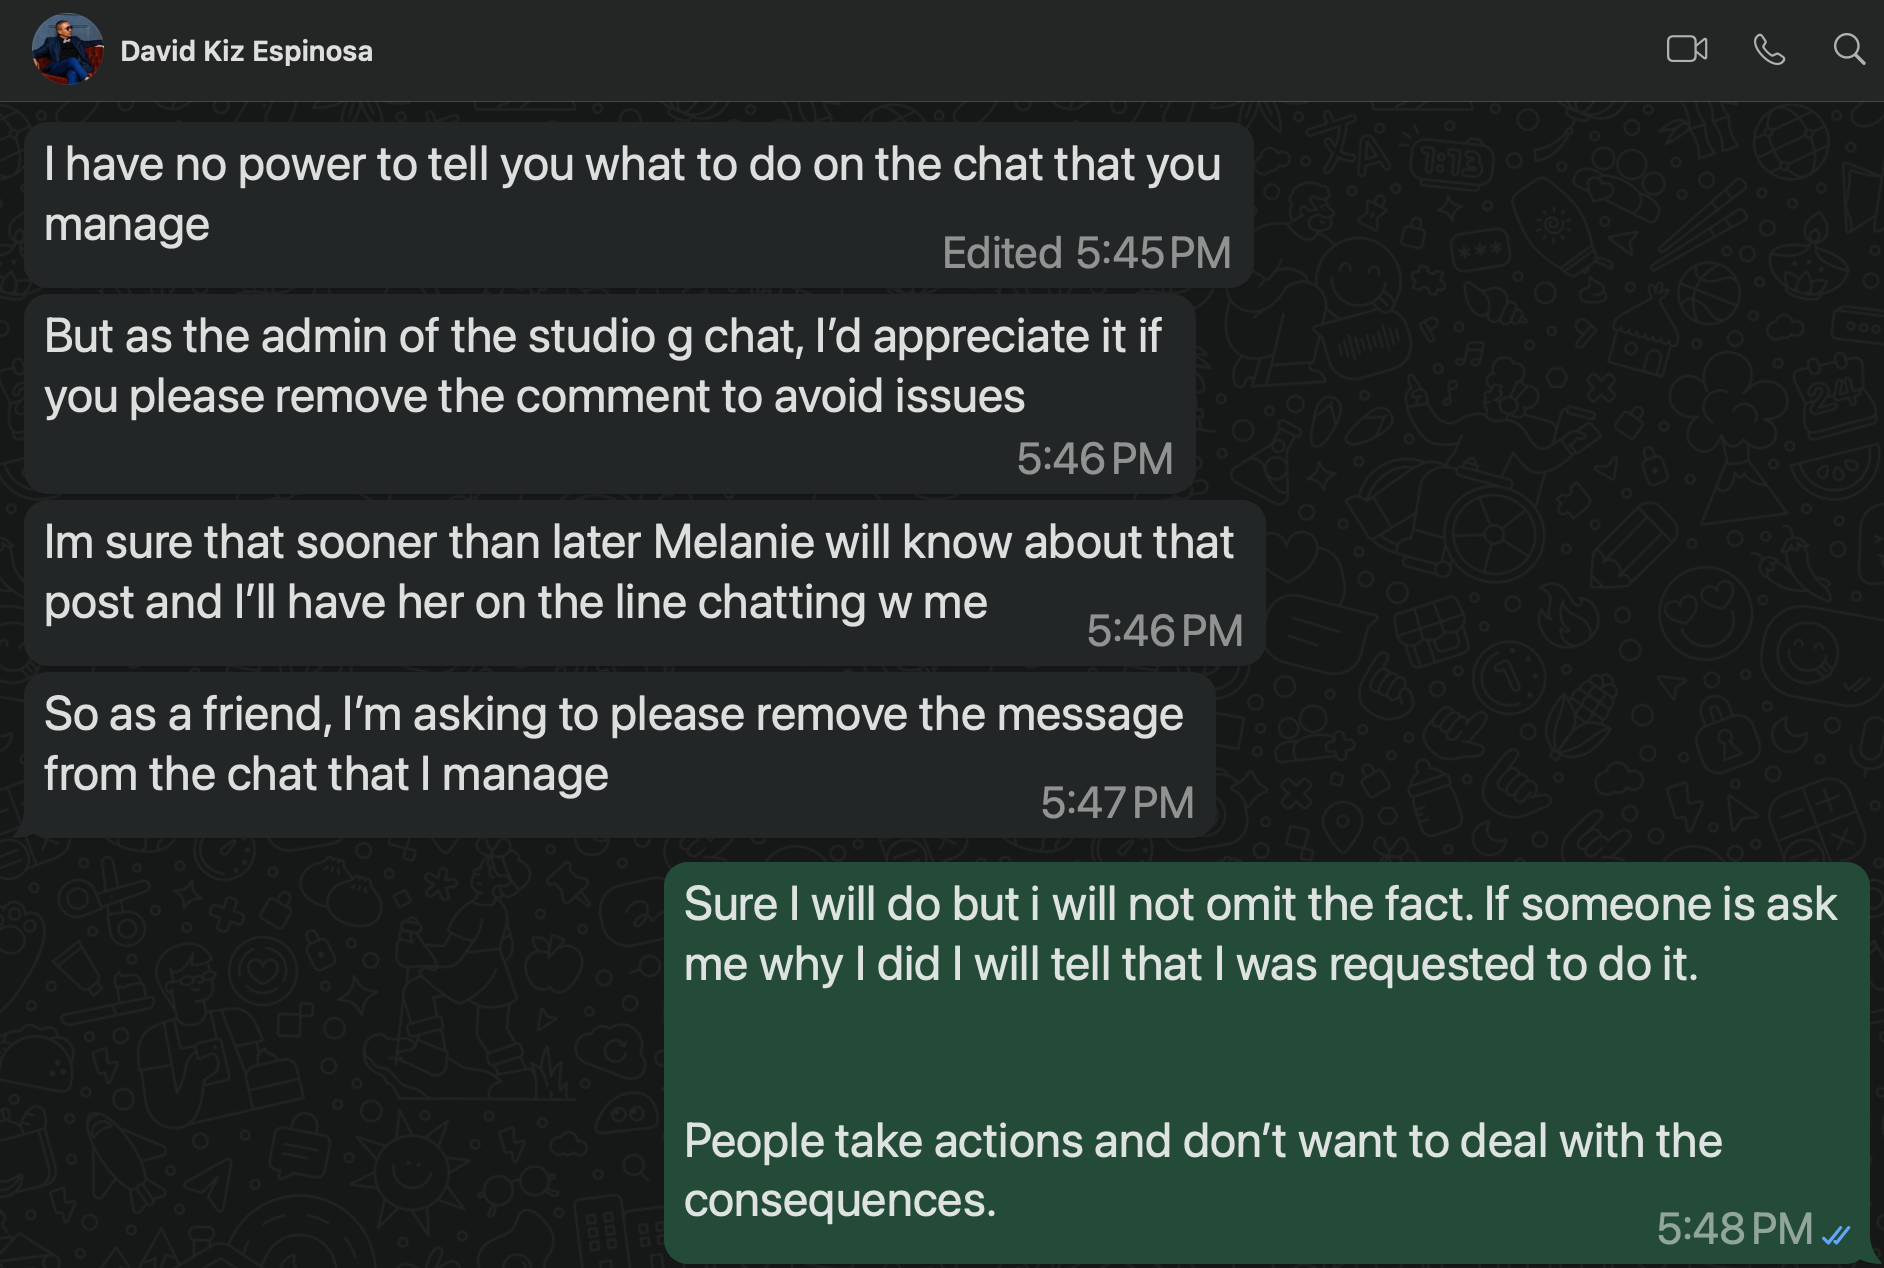 David Kiz Espinosa
I have no power to tell you what to do on the chat that you
manage
Edited 5:45 PM
But as the admin of the studio g chat, I’d appreciate it if
you please remove the comment to avoid issues
5:46 PM
Im sure that sooner than later Melanie will know about that
post and I’ll have her on the line chatting w me
5:46 PM
So as a friend, I’m asking to please remove the message
from the chat that I manage
5:47 PM
Sure I will do but i will not omit the fact. If someone is ask
me why I did I will tell that I was requested to do it.
People take actions and don’t want to deal with the
consequences.
5:48 PM